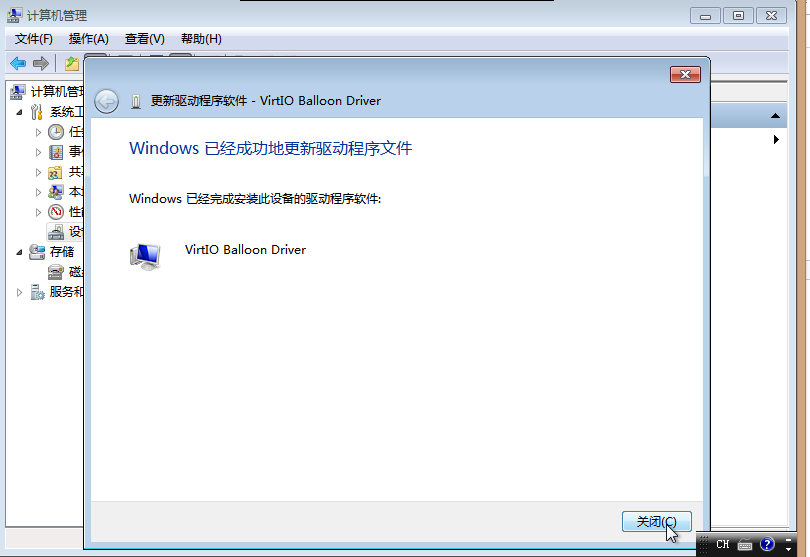 计算机管理
文件(F) 操作(A) 查看(V) 帮助(H)
更新驱动程序软件 - VirtIO Balloon Driver
计算机管
系统工
任
事
共
本
性
设
存储
磁
服务和
Windows 已经成功地更新驱动程序文件
Windows 已经完成安装此设备的驱动程序软件:
VirtIO Balloon Driver
关闭(C)
CH